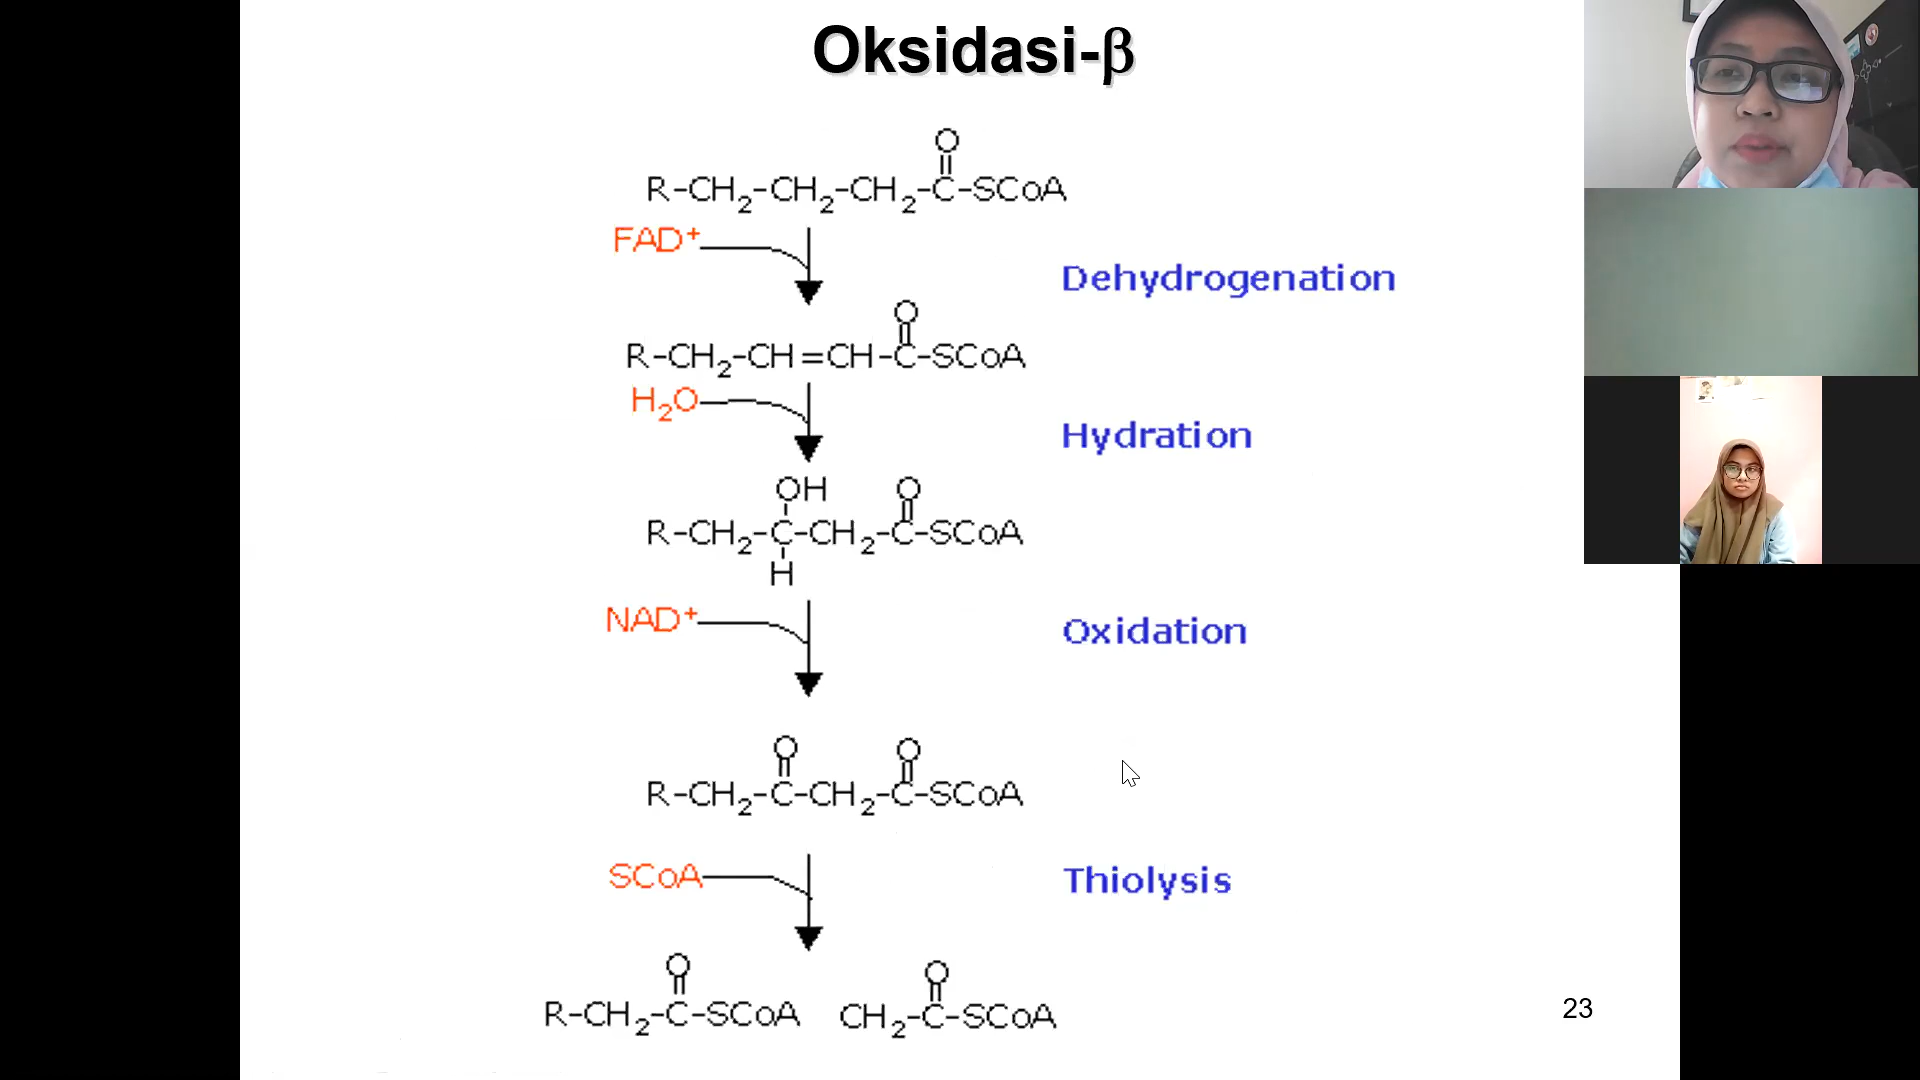 Oksidasi-β
O
R-CH2-CH2-CH2-C-SCoA
FAD+
Dehydrogenation
O
R-CH2-CH=CH-C-SCoA
H2O
Hydration
OH O
R-CH2-C-CH2-C-SCoA
H
NAD+
Oxidation
O O
R-CH2-C-CH2-C-SCoA
SCoA
Thiolysis
O O
R-CH2-C-SCoA CH2-C-SCoA
23